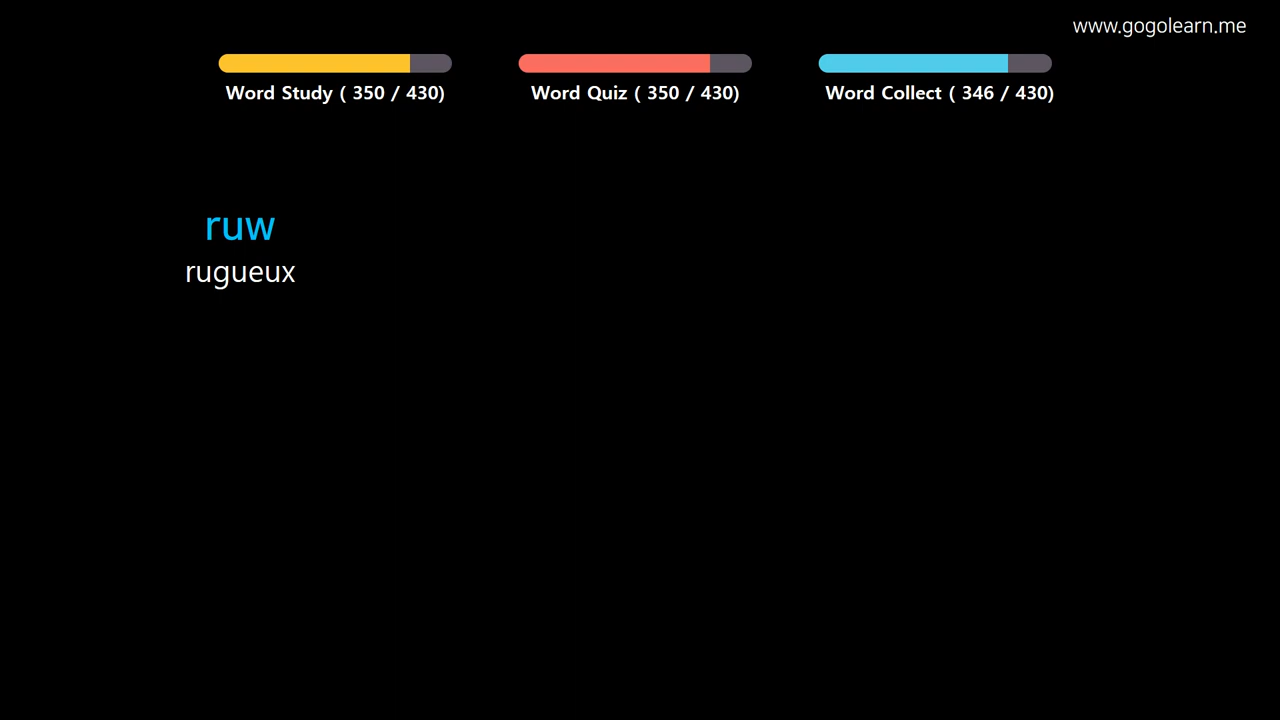 www.gogolearn.me
Word Study ( 350 / 430)
Word Quiz ( 350 / 430)
Word Collect ( 346 / 430)
ruw
rugueux